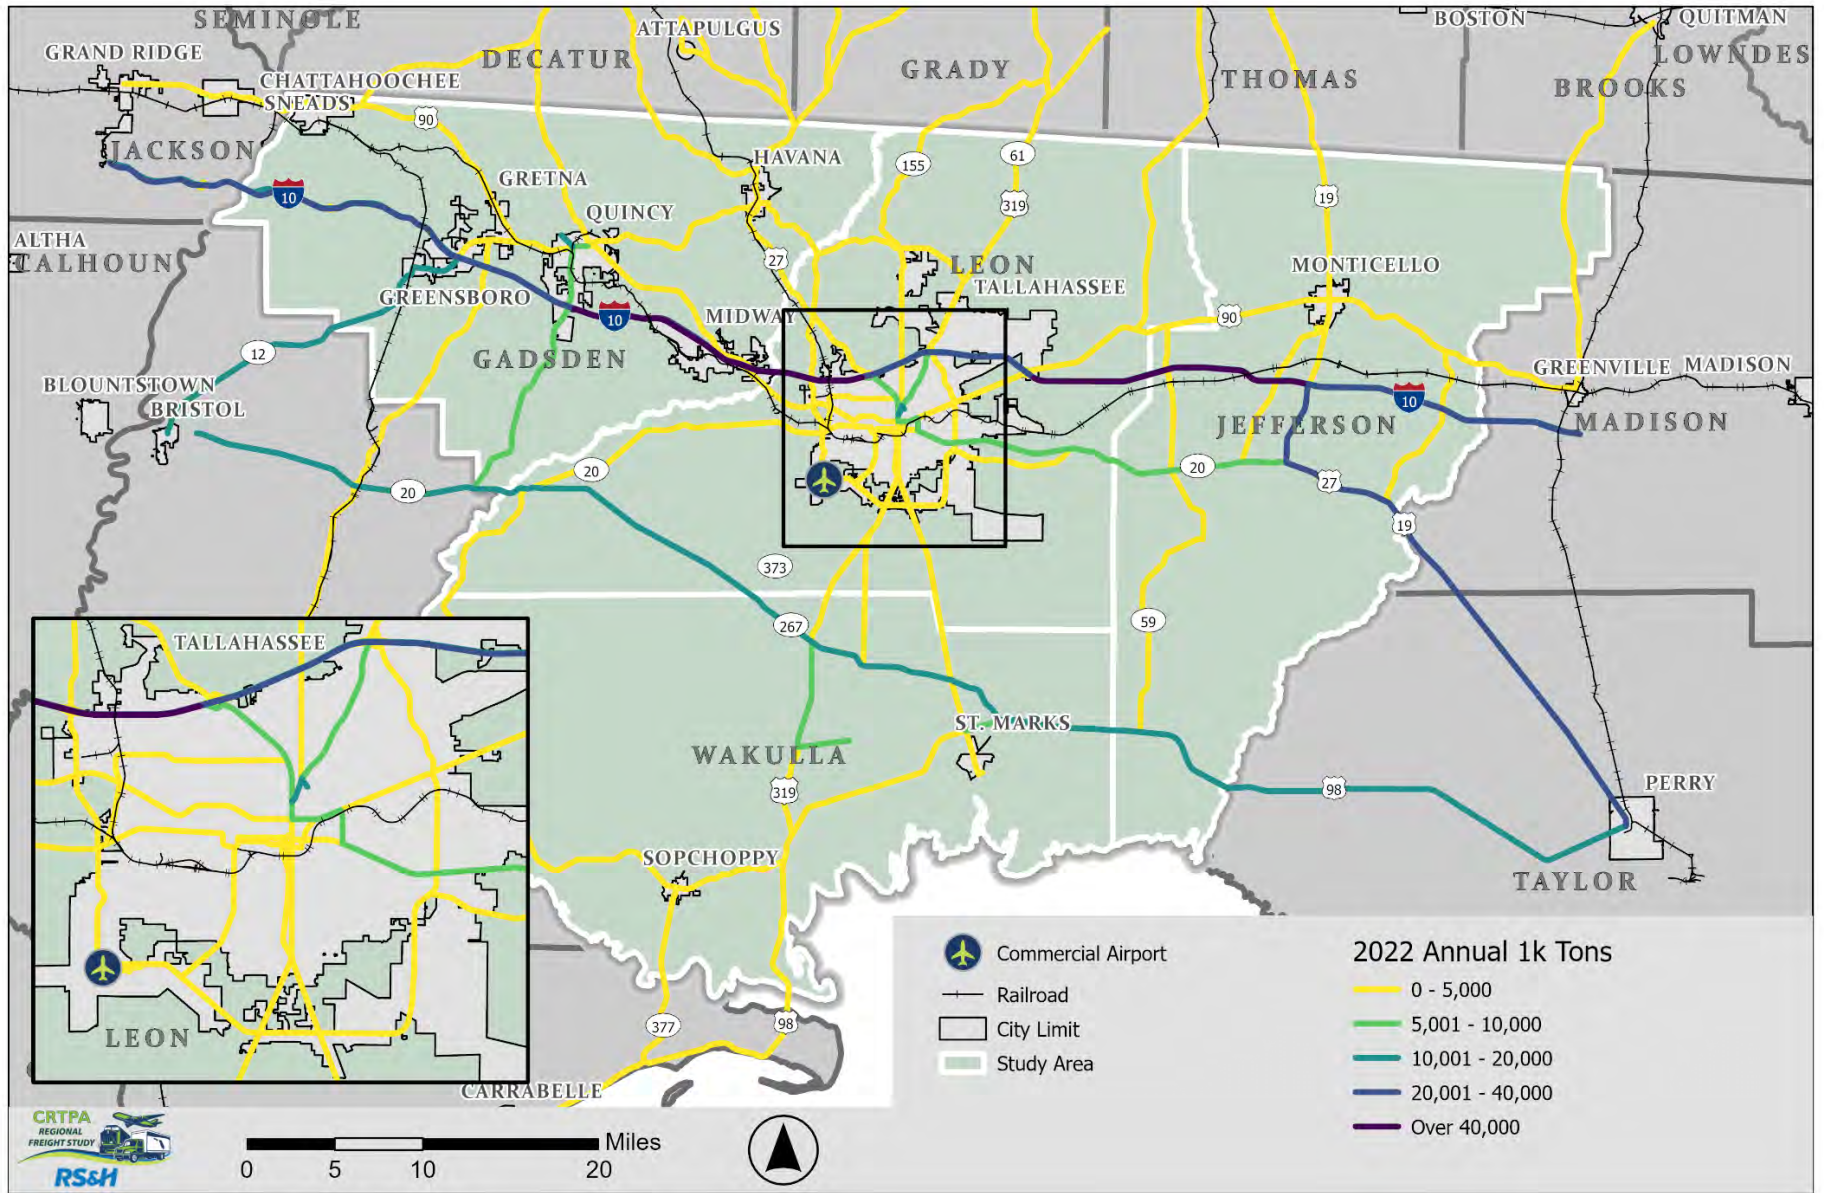 SEMINOLE
ATTAPULGUS
BOSTON
QUITMAN
GRAND RIDGE
DECATUR
GRADY
THOMAS
LOWNDES
BROOKS
CHATTAHOOCHEE
SNEADS
90
JACKSON
HAVANA
155
61
GRETNA
10
319
19
QUINCY
ALTHA
CALHOUN
27
LEON
MONTICELLO
GREENSBORO
TALLAHASSEE
10
MIDWAY
90
12
GADSDEN
GREENVILLE
MADISON
BLOUNTSTOWN
BRISTOL
10
JEFFERSON
MADISON
20
20
20
27
19
373
267
59
TALLAHASSEE
ST. MARKS
WAKULLA
319
98
PERRY
SOPCHOPPY
TAYLOR
LEON
377
98
CARRABELLE
Commercial Airport
Railroad
City Limit
Study Area
2022 Annual 1k Tons
0 - 5,000
5,001 - 10,000
10,001 - 20,000
20,001 - 40,000
Over 40,000
CRTPA
REGIONAL
FREIGHT STUDY
RS&H
Miles
0 5 10 20